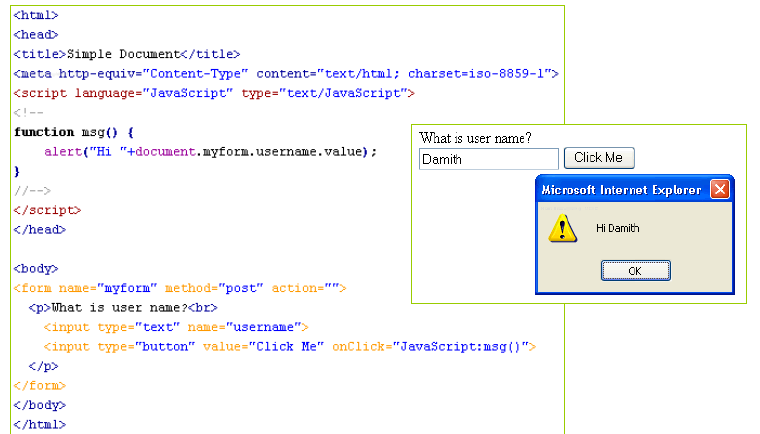 <html>
<head>
<title>Simple Document</title>
<meta http-equiv="Content-Type" content="text/html; charset=iso-8859-1">
<script language="JavaScript" type="text/JavaScript">
<!--
function msg() {
    alert("Hi "+document.myform.username.value);
}
//-->
</script>
</head>

<body>
<form name="myform" method="post" action="">
  <p>What is user name?<br>
    <input type="text" name="username">
    <input type="button" value="Click Me" onClick="JavaScript:msg()">
  </p>
</form>
</body>
</html>
What is user name?
Damith Click Me
Microsoft Internet Explorer
Hi Damith
OK